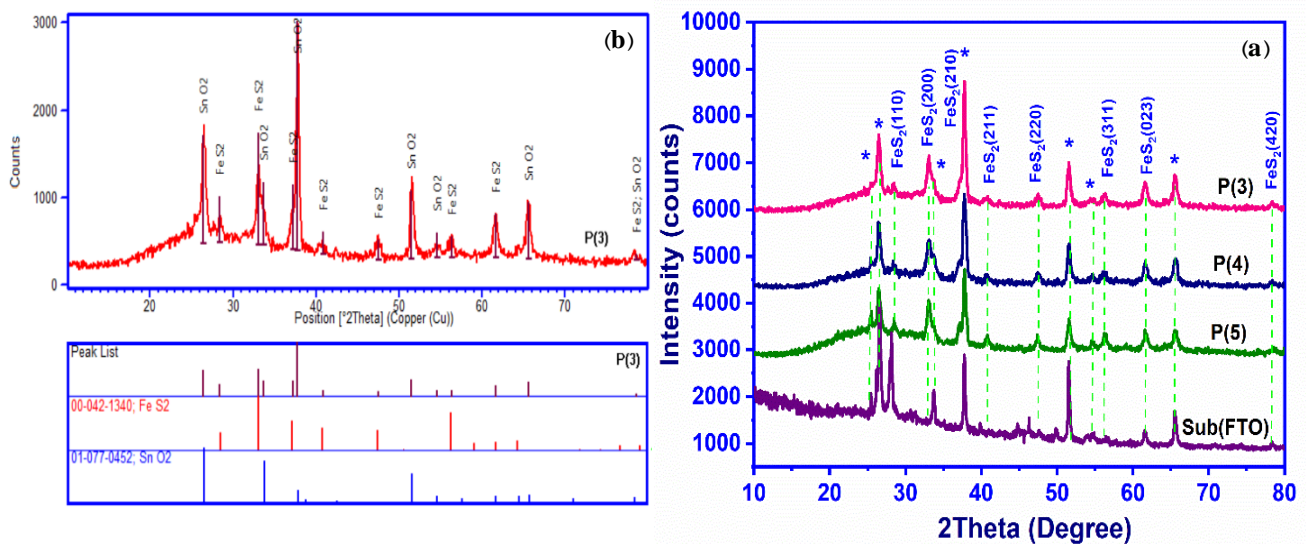 (b)
3000
2000
1000
0
Counts
Sn O2
Fe S2
Fe S2
Sn O2
Fe S2
Sn O2
Fe S2
Fe S2
Sn O2
Sn O2
Fe S2
Fe S2
Sn O2
Fe S2; Sn O2
P(3)
20
30
40
50
60
70
Position [°2Theta] (Copper (Cu))
Peak List
P(3)
00-042-1340; Fe S2
01-077-0452; Sn O2
(a)
10000
9000
8000
7000
6000
5000
4000
3000
2000
1000
Intensity (counts)
*
*
FeS2(110)
FeS2(200)
*
FeS2(210)
*
FeS2(211)
FeS2(220)
*
*
FeS2(311)
FeS2(023)
*
FeS2(420)
P(3)
P(4)
P(5)
Sub(FTO)
10
20
30
40
50
60
70
80
2Theta (Degree)